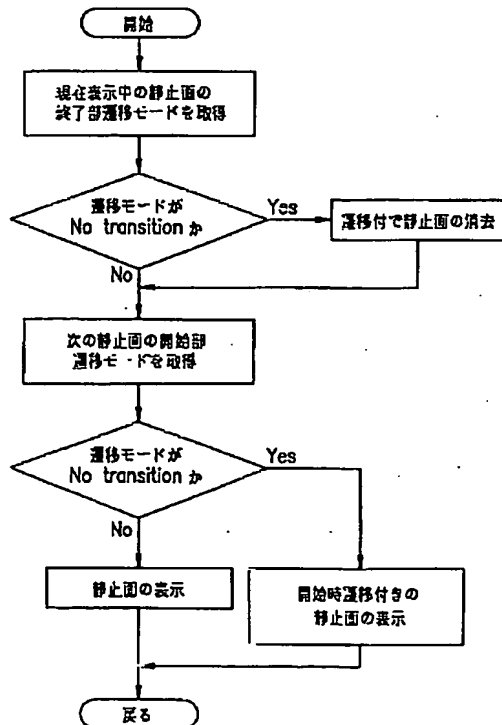 開始
現在表示中の静止画の
終了部遷移モードを取得
遷移モードが
No transition か
Yes
遷移付で静止画の消去
No
次の静止画の開始部
遷移モードを取得
遷移モードが
No transition か
Yes
No
静止画の表示
開始時遷移付きの
静止画の表示
戻る